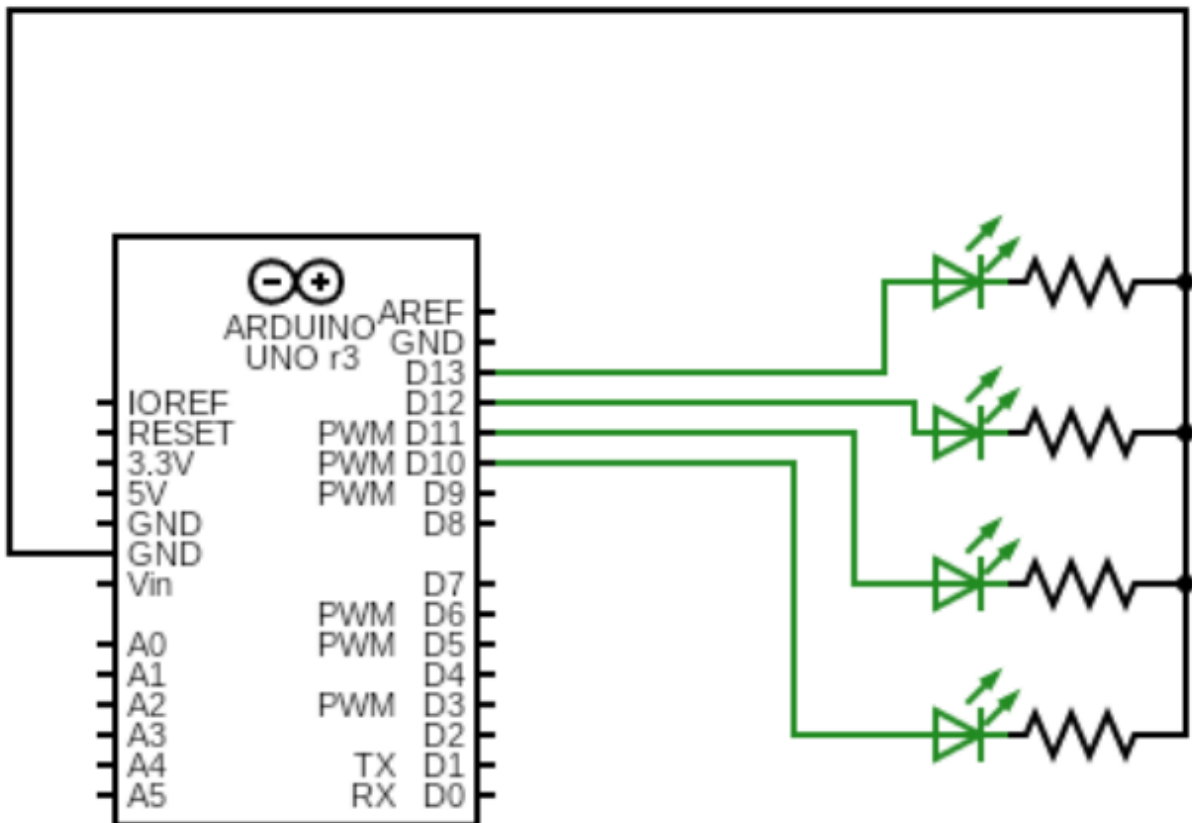 ARDUINO
UNO r3
AREF
GND
D13
IOREF D12
RESET PWM D11
3.3V PWM D10
5V PWM D9
GND D8
GND
Vin D7
PWM D6
A0 PWM D5
A1 D4
A2 PWM D3
A3 D2
A4 TX D1
A5 RX D0